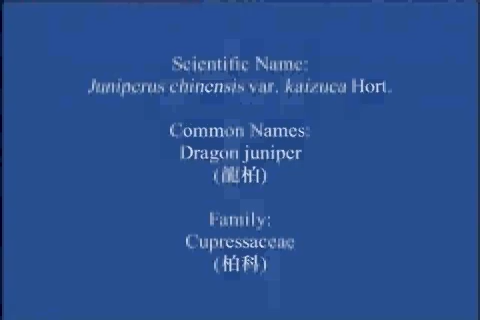 Scientific Name:
Juniperus chinensis var. kaizuca Hort.
Common Names:
Dragon juniper
(龍柏)
Family:
Cupressaceae
(柏科)